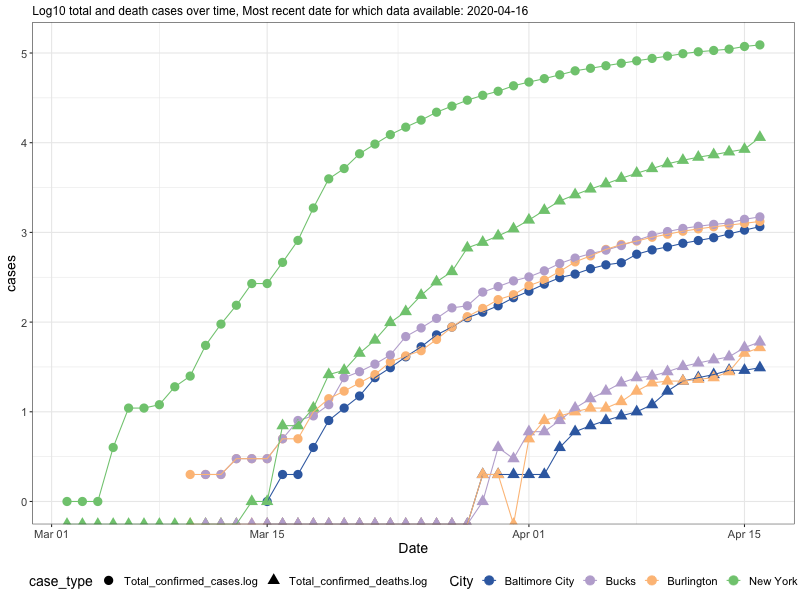 Log10 total and death cases over time, Most recent date for which data available: 2020-04-16
5
4
3
2
1
0
cases
Mar 01 Mar 15 Apr 01 Apr 15
Date
case_type Total_confirmed_cases.log Total_confirmed_deaths.log City Baltimore City Bucks Burlington New York